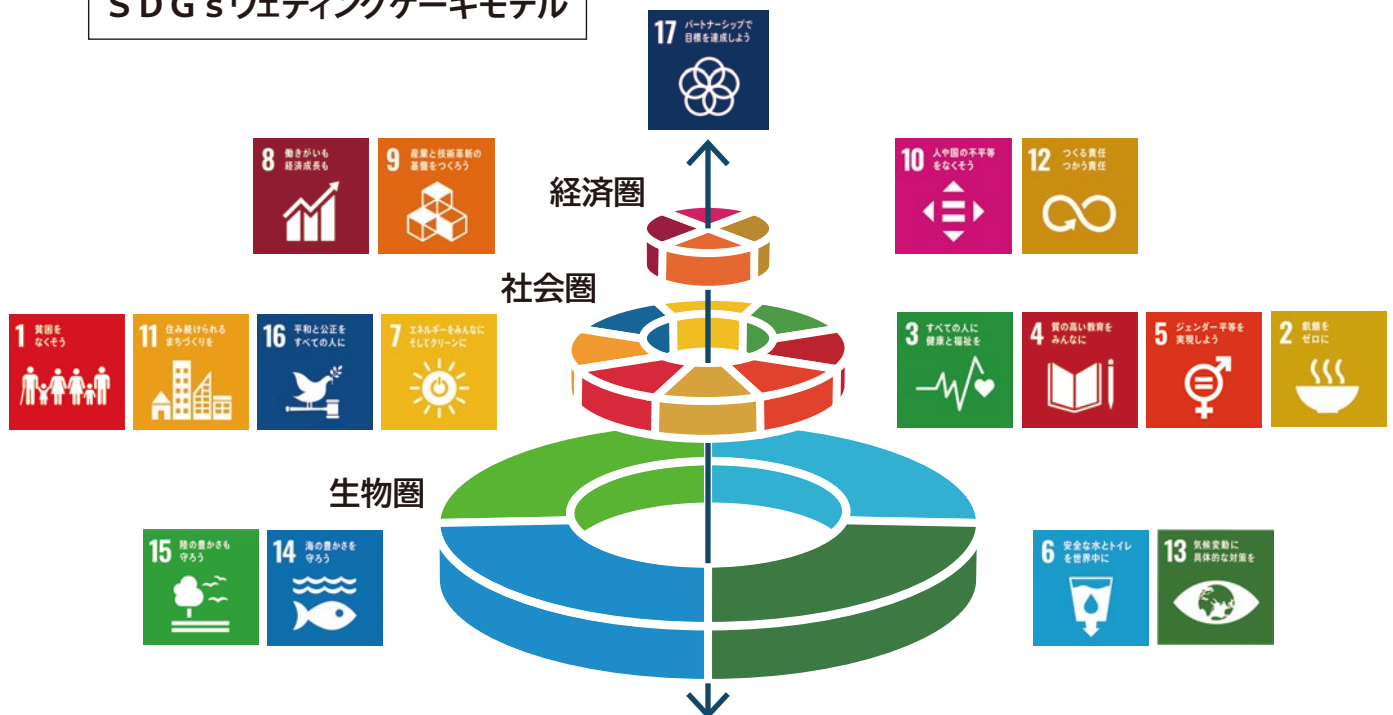 SDGsウェディングケーキモデル
17 パートナーシップで
目標を達成しよう
8 働きがいも
経済成長も
9 産業と技術革新の
基盤をつくろう
経済圏
10 人や国の不平等
をなくそう
12 つくる責任
つかう責任
社会圏
1 貧困を
なくそう
11 住み続けられる
まちづくりを
16 平和と公正を
すべての人に
7 エネルギーをみんなに
そしてクリーンに
3 すべての人に
健康と福祉を
4 質の高い教育を
みんなに
5 ジェンダー平等を
実現しよう
2 飢餓を
ゼロに
生物圏
15 陸の豊かさも
守ろう
14 海の豊かさを
守ろう
6 安全な水とトイレ
を世界中に
13 気候変動に
具体的な対策を